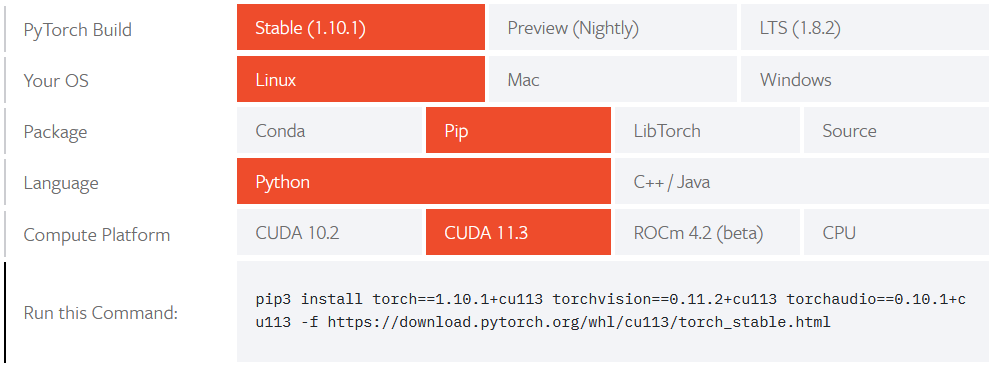 PyTorch Build Stable (1.10.1) Preview (Nightly) LTS (1.8.2)
Your OS Linux Mac Windows
Package Conda Pip LibTorch Source
Language Python C++ / Java
Compute Platform CUDA 10.2 CUDA 11.3 ROCm 4.2 (beta) CPU
Run this Command:
pip3 install torch==1.10.1+cu113 torchvision==0.11.2+cu113 torchaudio==0.10.1+c
u113 -f https://download.pytorch.org/whl/cu113/torch_stable.html